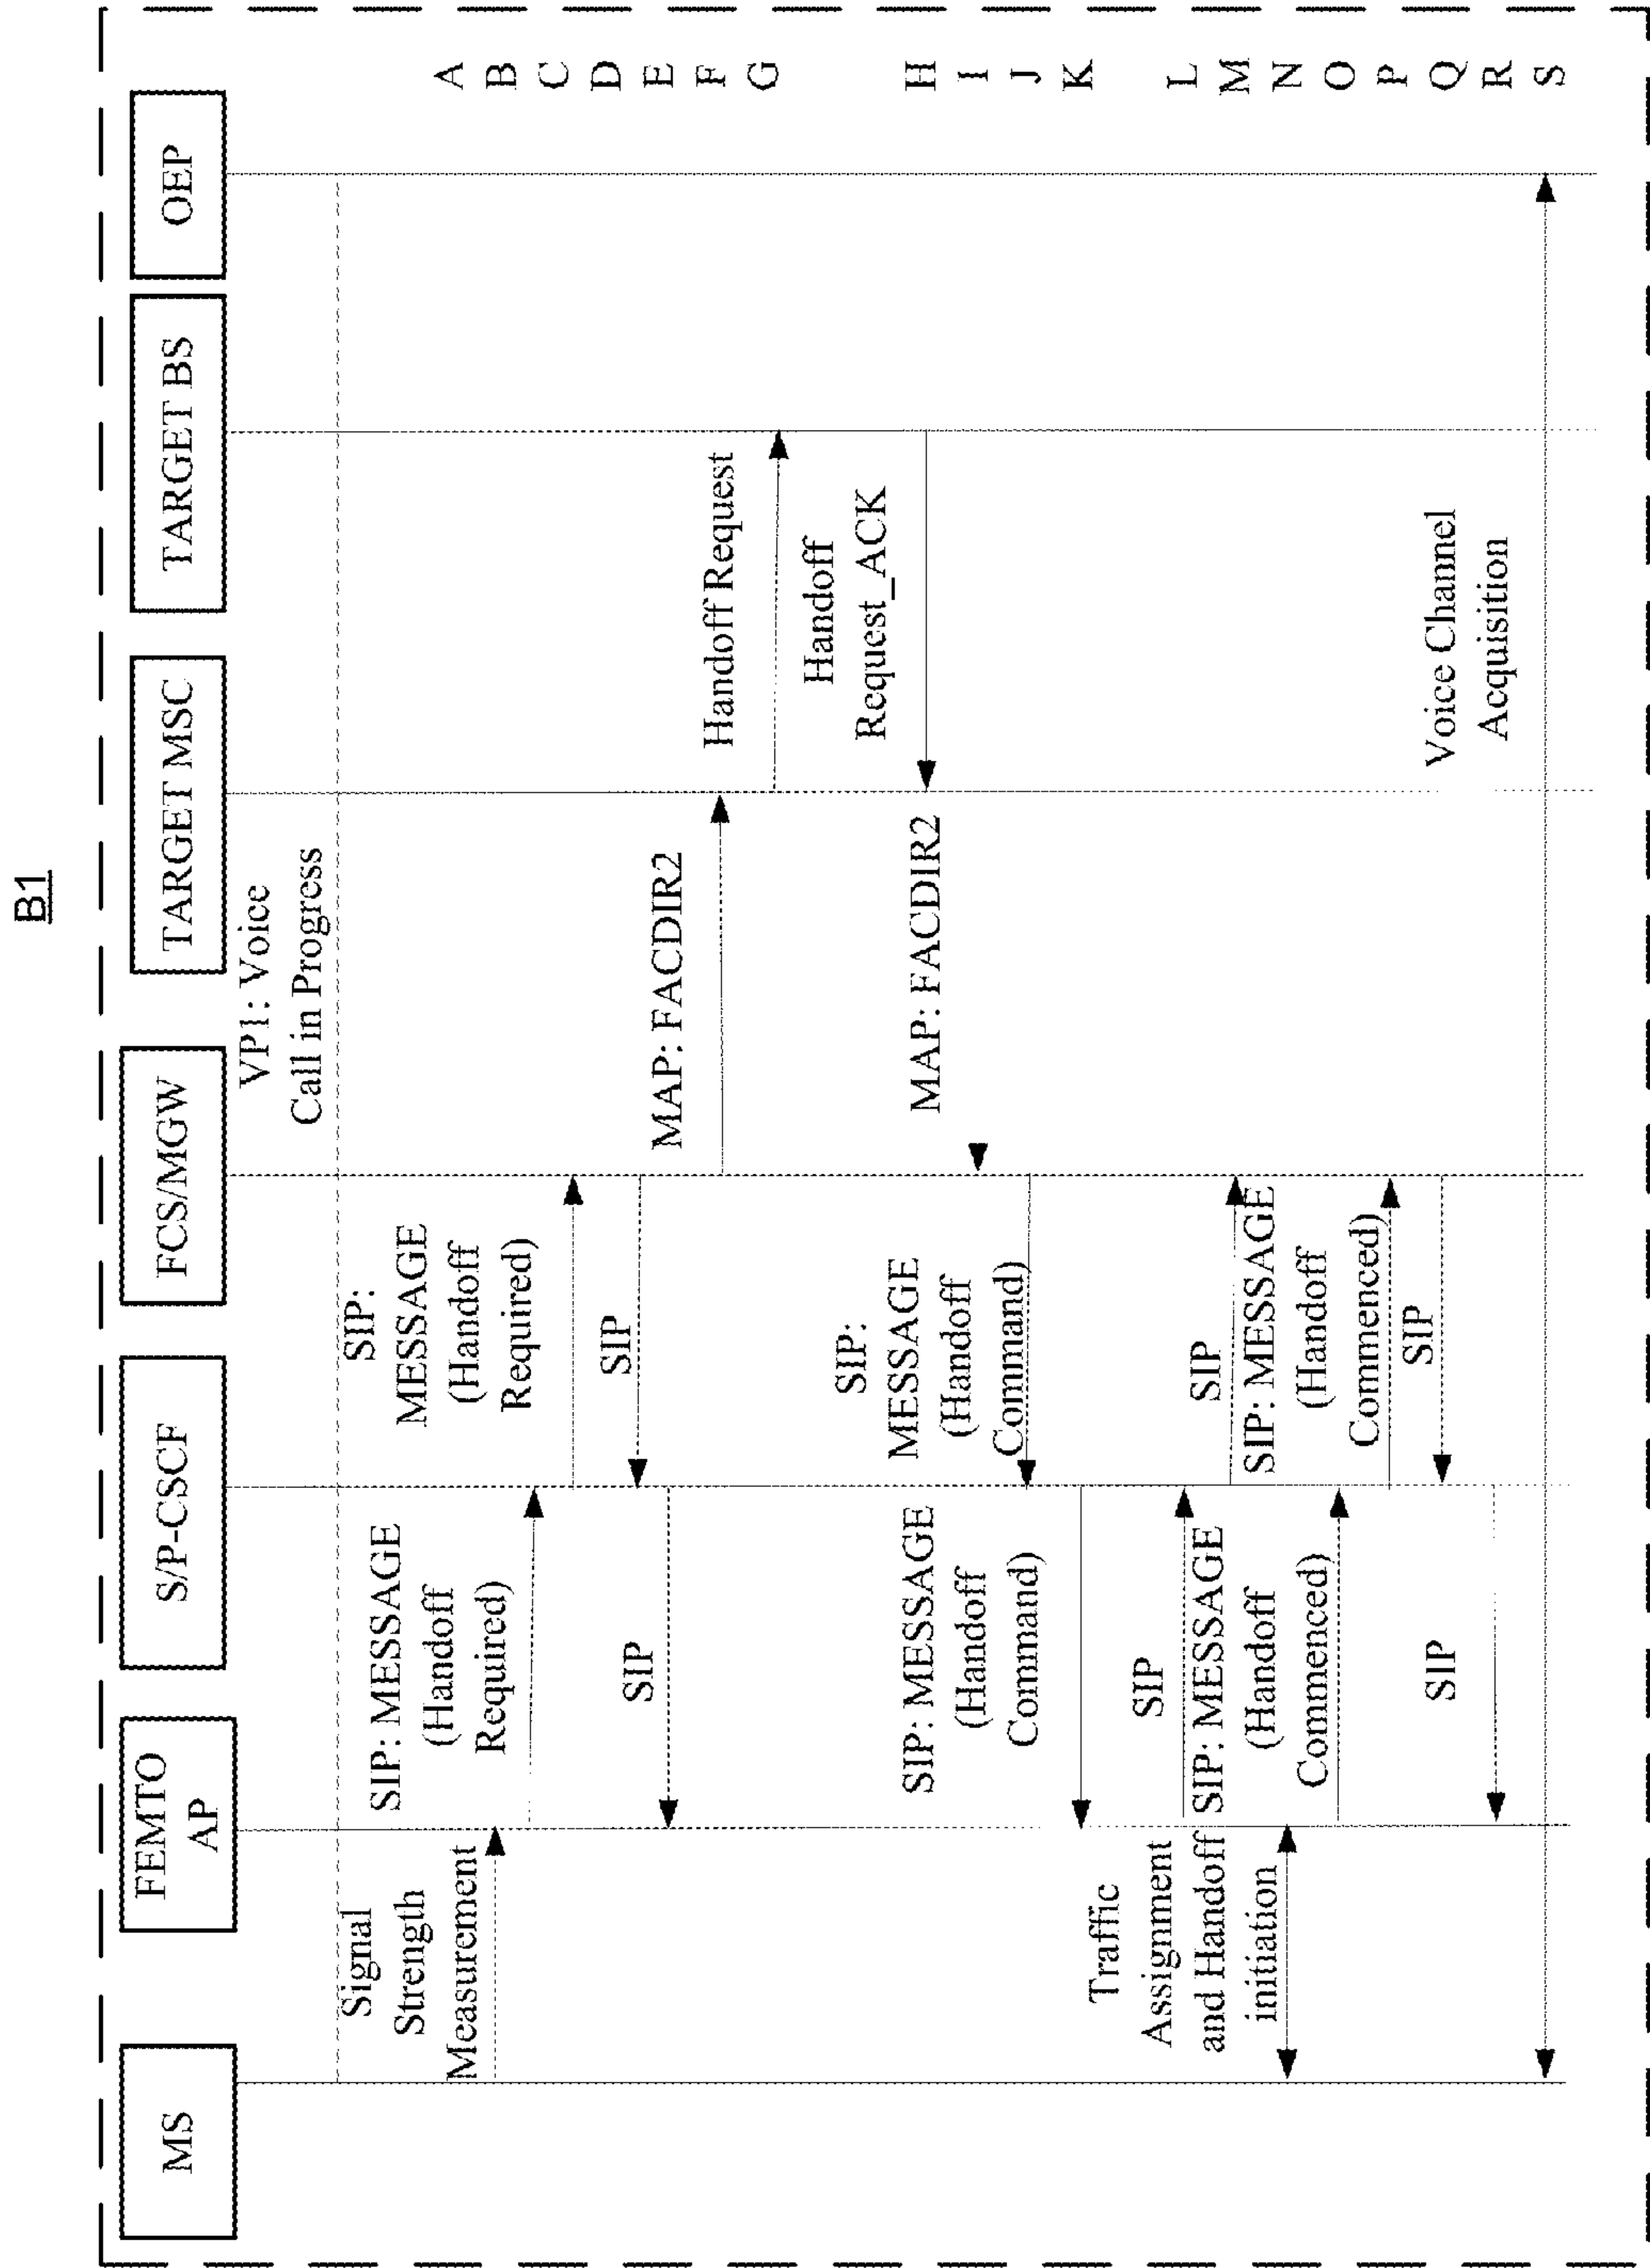 B1
MS
FEMTO
AP
S/P-CSCF
FCS/MGW
TARGET MSC
TARGET BS
OEP
VP1: Voice
Call in Progress
Signal
Strength
Measurement
SIP: MESSAGE
(Handoff
Required)
SIP:
MESSAGE
(Handoff
Required)
SIP
SIP
MAP: FACDIR2
Handoff Request
Handoff
Request_ACK
MAP: FACDIR2
SIP:
MESSAGE
(Handoff
Command)
SIP: MESSAGE
(Handoff
Command)
SIP
SIP
Traffic
Assignment
and Handoff
initiation
SIP: MESSAGE
(Handoff
Commenced)
SIP: MESSAGE
(Handoff
Commenced)
SIP
SIP
Voice Channel
Acquisition
A
B
C
D
E
F
G
H
I
J
K
L
M
N
O
P
Q
R
S